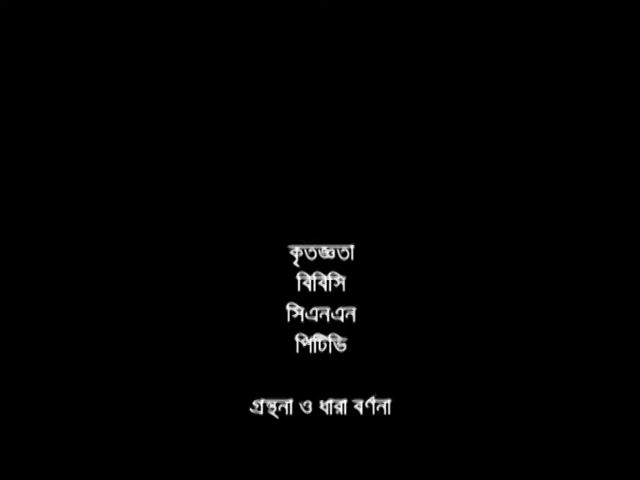 কৃতজ্ঞতা
বিবিসি
সিএনএন
পিটিভি
গ্রন্থনা ও ধারা বর্ণনা